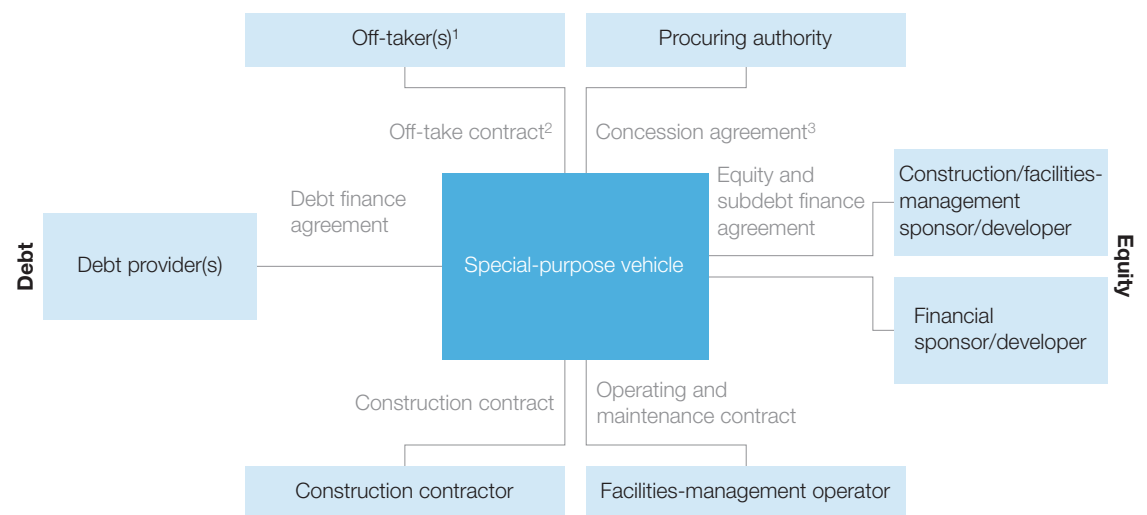 Off-taker(s)¹
Procuring authority
Off-take contract²
Concession agreement³
Equity and
subdebt finance
agreement
Construction/facilities-
management
sponsor/developer
Debt finance
agreement
Debt
Debt provider(s)
Special-purpose vehicle
Equity
Financial
sponsor/developer
Construction contract
Operating and
maintenance contract
Construction contractor
Facilities-management operator